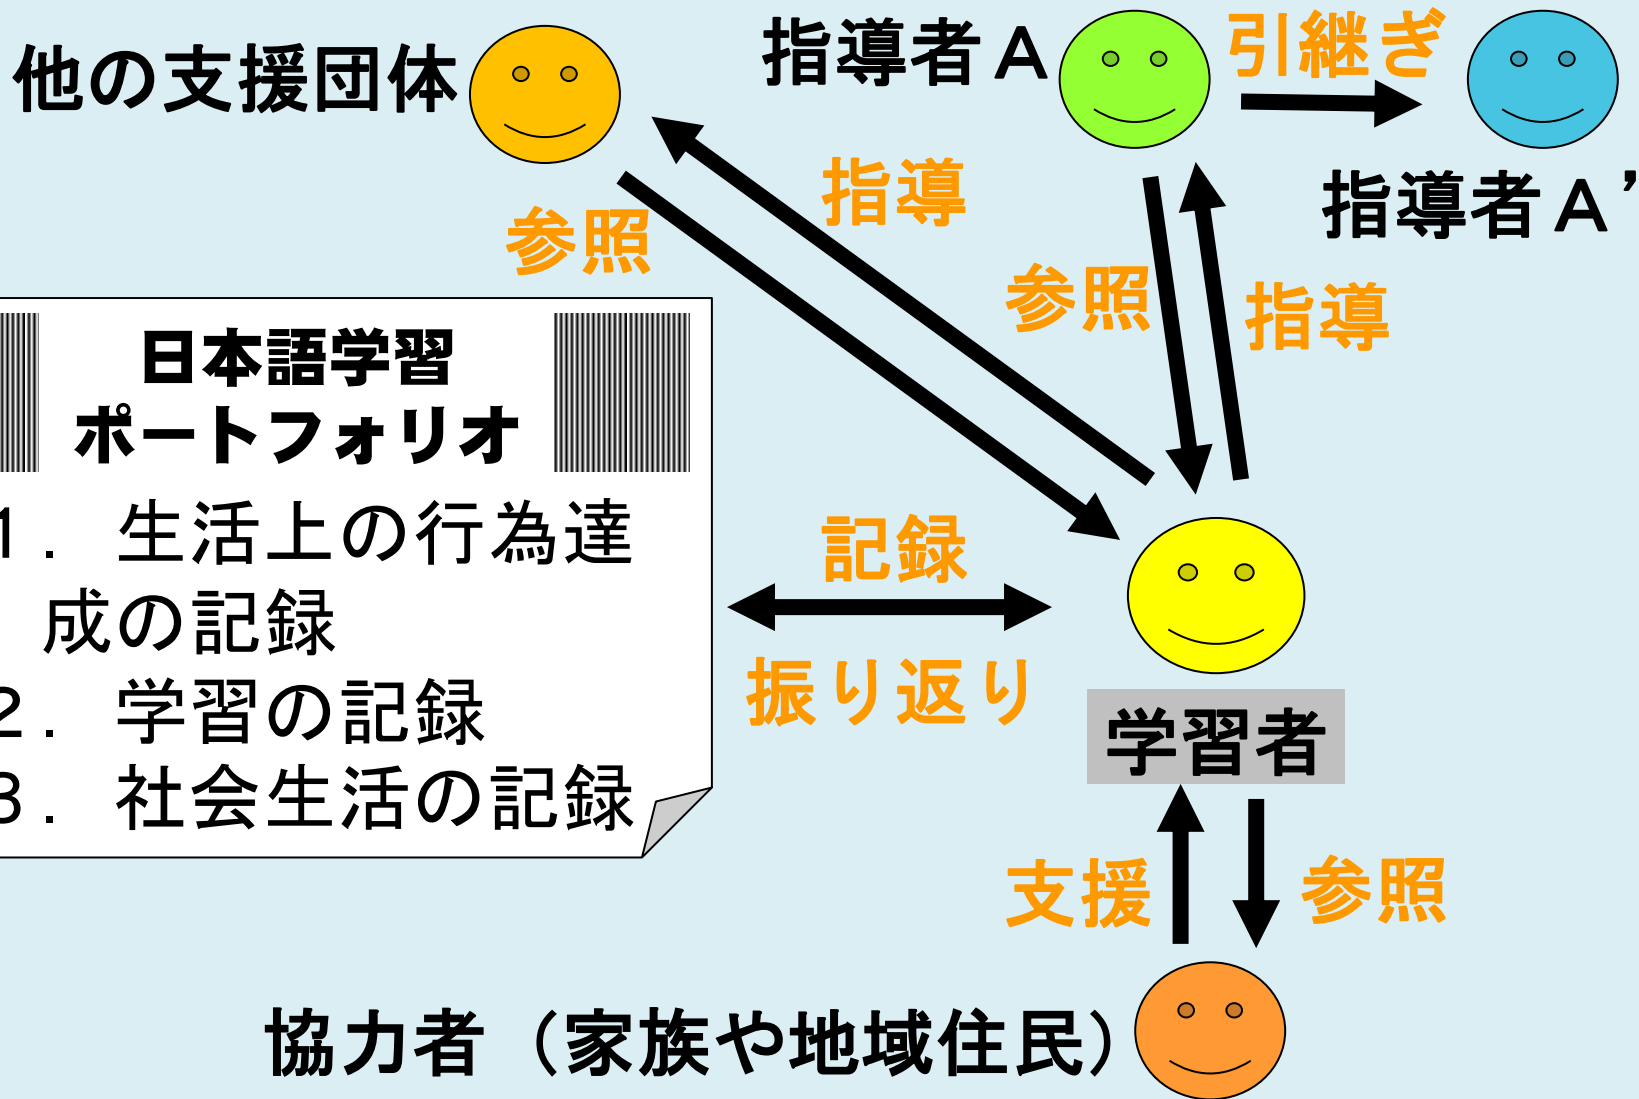 他の支援団体
指導者Ａ
引継ぎ
指導者Ａ’
指導
参照
参照
指導
日本語学習
ポートフォリオ
１． 生活上の行為達
成の記録
２． 学習の記録
３． 社会生活の記録
記録
振り返り
学習者
支援
参照
協力者（家族や地域住民）